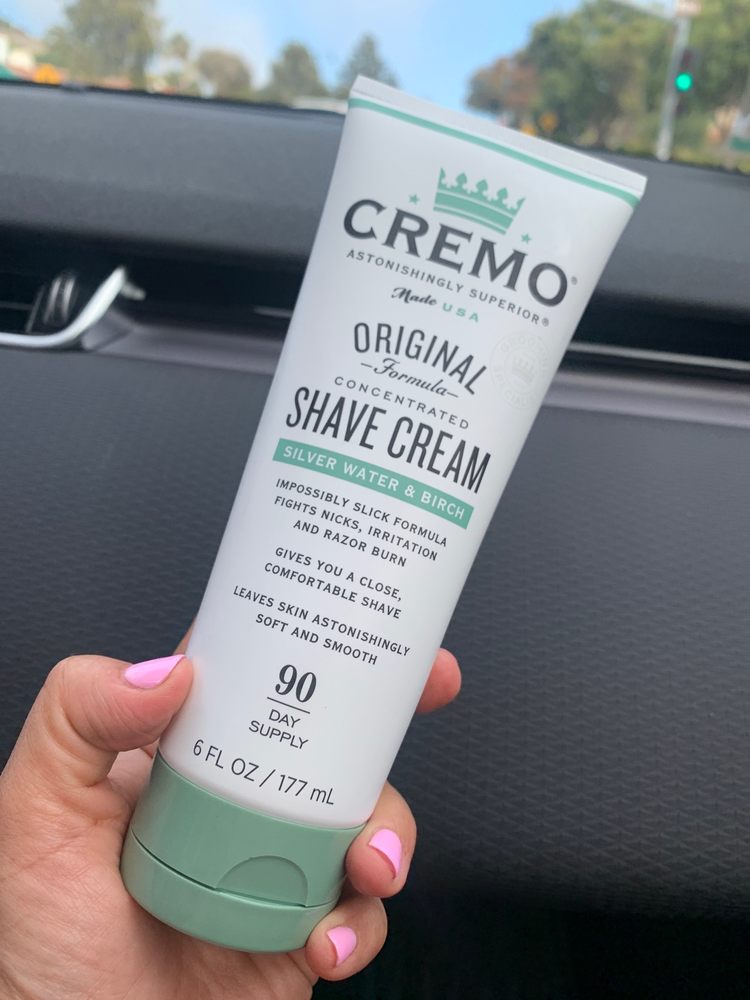 CREMO®
ASTONISHINGLY SUPERIOR®
Made USA
ORIGINAL
Formula
CONCENTRATED
SHAVE CREAM
SILVER WATER & BIRCH
IMPOSSIBLY SLICK FORMULA
FIGHTS NICKS, IRRITATION
AND RAZOR BURN
GIVES YOU A CLOSE,
COMFORTABLE SHAVE
LEAVES SKIN ASTONISHINGLY
SOFT AND SMOOTH
90
DAY
SUPPLY
6 FL OZ / 177 mL